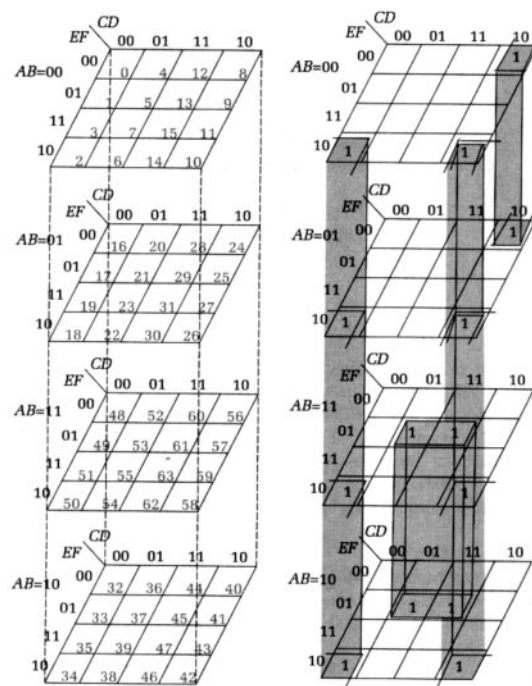 CD
EF 00 01 11 10
AB=00 00 0 4 12 8
01 1 5 13 9
11 3 7 15 11
10 2 6 14 10
CD
EF 00 01 11 10
AB=01 00 16 20 28 24
01 17 21 29 25
11 19 23 31 27
10 18 22 30 26
CD
EF 00 01 11 10
AB=11 00 48 52 60 56
01 49 53 61 57
11 51 55 63 59
10 50 54 62 58
CD
EF 00 01 11 10
AB=10 00 32 36 44 40
01 33 37 45 41
11 35 39 47 43
10 34 38 46 42
CD
EF 00 01 11 10
AB=00 00 1
01
11
10 1 1
CD
EF 00 01 11 10
AB=01 00 1
01
11
10 1 1
CD
EF 00 01 11 10
AB=11 00
01 1 1
11
10 1 1
CD
EF 00 01 11 10
AB=10 00
01 1 1
11
10 1 1